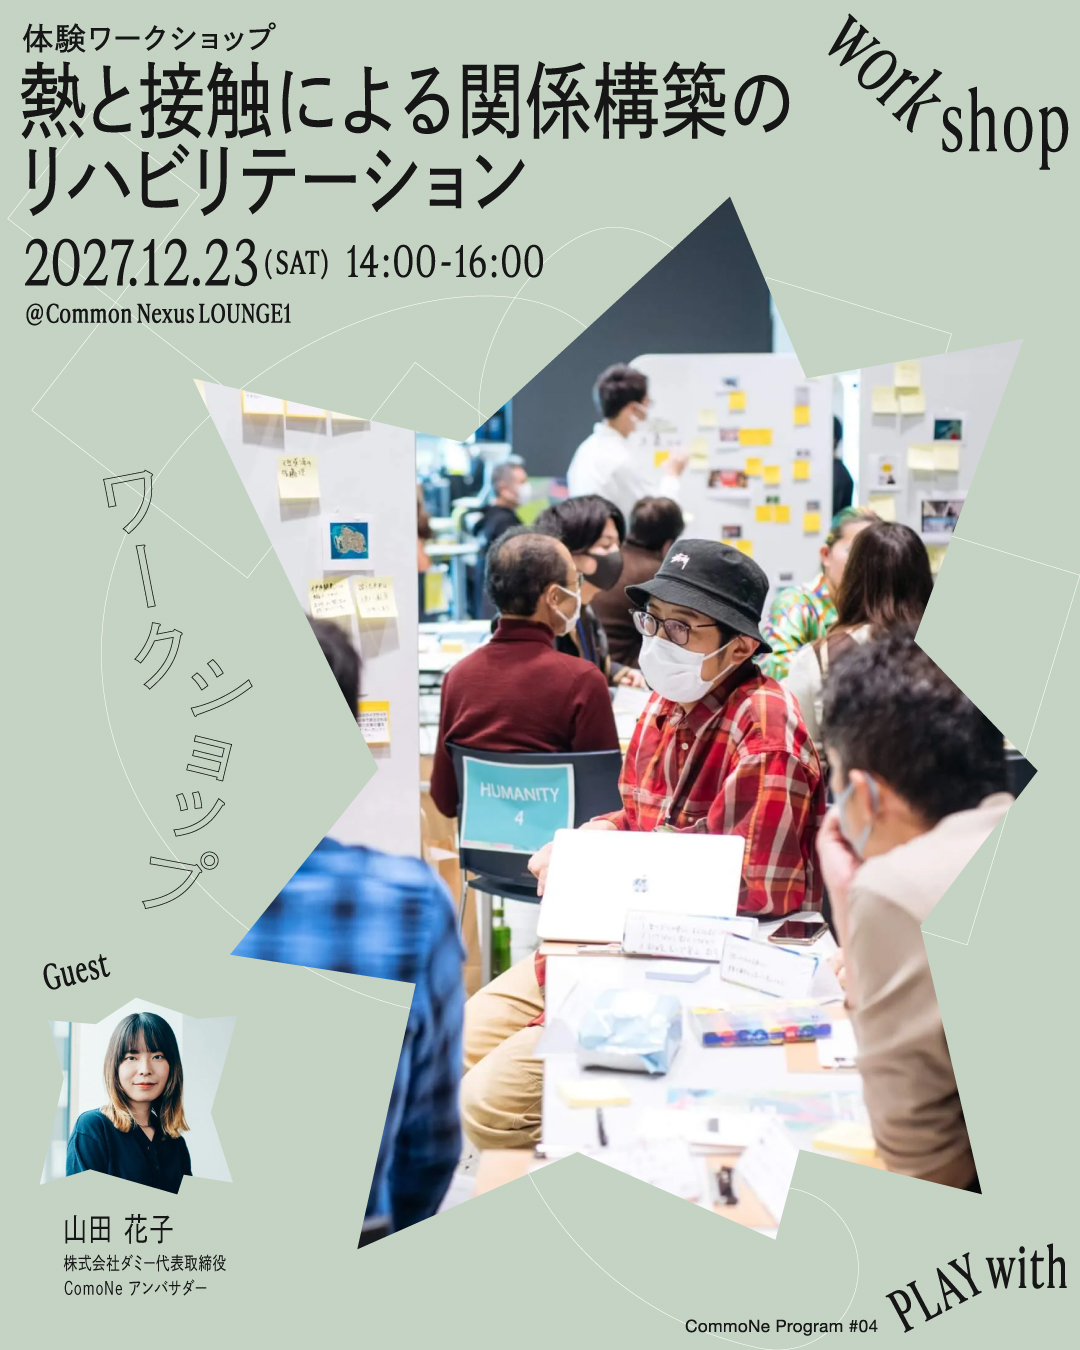 体験ワークショップ
熱と接触による関係構築の
リハビリテーション
work shop
2027.12.23 (SAT) 14:00-16:00
@Common Nexus LOUNGE1
ワークショップ
HUMANITY
4
Guest
山田 花子
株式会社ダミー代表取締役
ComoNe アンバサダー
PLAY with
CommoNe Program #04